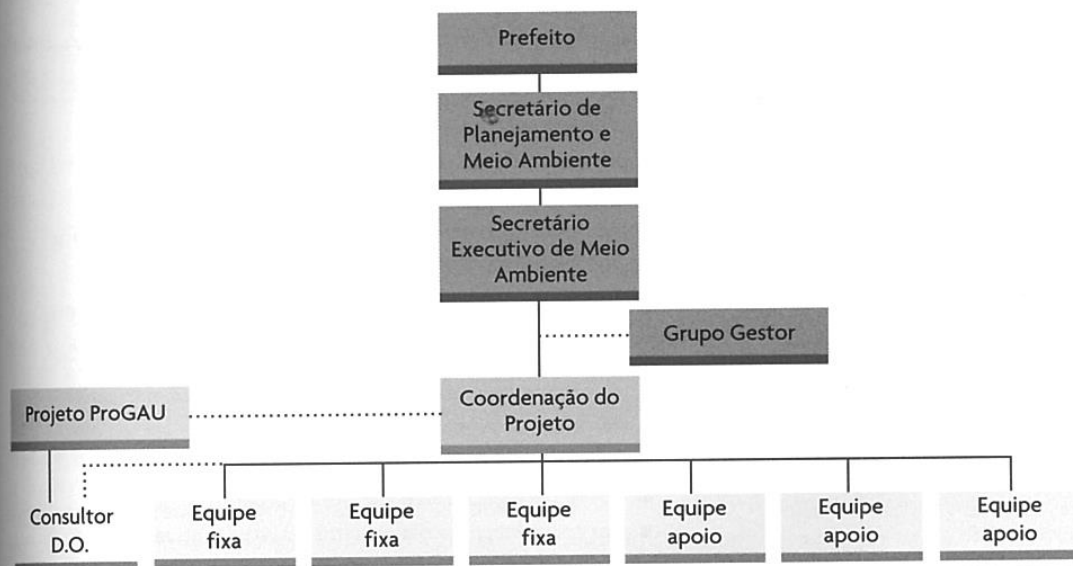 Prefeito
Secretário de
Planejamento e
Meio Ambiente
Secretário
Executivo de Meio
Ambiente
Grupo Gestor
Projeto ProGAU
Coordenação do
Projeto
Consultor
D.O.
Equipe
fixa
Equipe
fixa
Equipe
fixa
Equipe
apoio
Equipe
apoio
Equipe
apoio